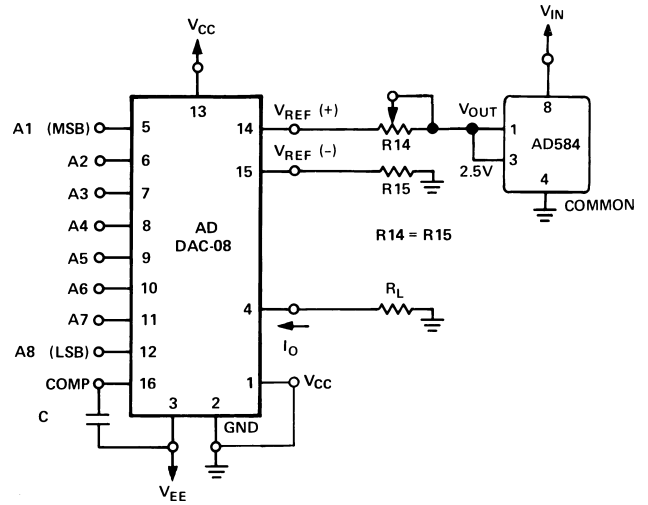 VCC
VIN
13
A1 (MSB) 5
14 VREF (+)
R14
VOUT
8
1
AD584
3
2.5V
4
COMMON
A2 6
15 VREF (–)
R15
A3 7
A4 8
AD
DAC-08
R14 = R15
A5 9
A6 10
A7 11
4
RL
IO
A8 (LSB) 12
COMP 16
1 VCC
C
3 2
GND
VEE